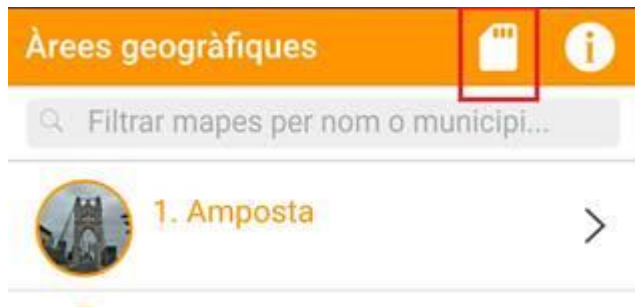 Àrees geogràfiques
Filtrar mapes per nom o municipi...
1. Amposta